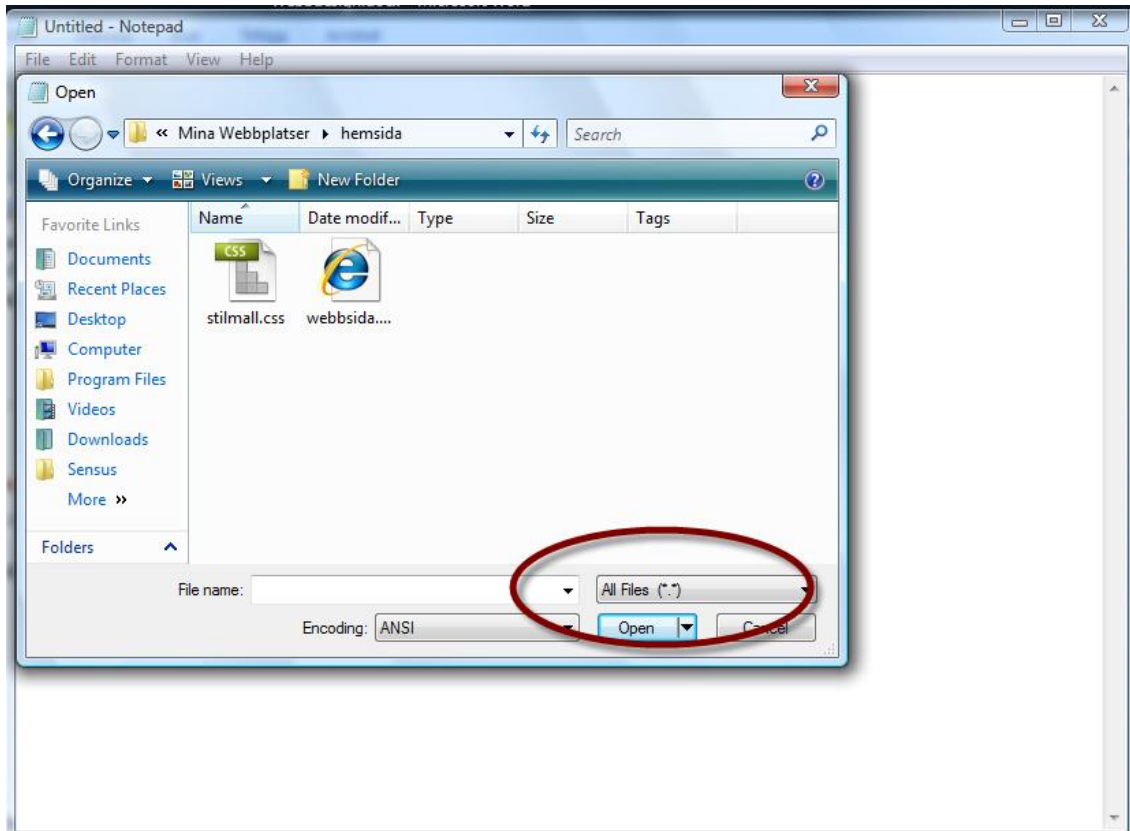 Untitled - Notepad
File Edit Format View Help
Open
« Mina Webbplatser hemsida Search
Organize Views New Folder
Favorite Links
Name Date modif... Type Size Tags
Documents
Recent Places
Desktop
Computer
Program Files
Videos
Downloads
Sensus
More »
CSS
stilmall.css webbsida....
Folders
File name: All Files (*.*)
Encoding: ANSI Open Cancel